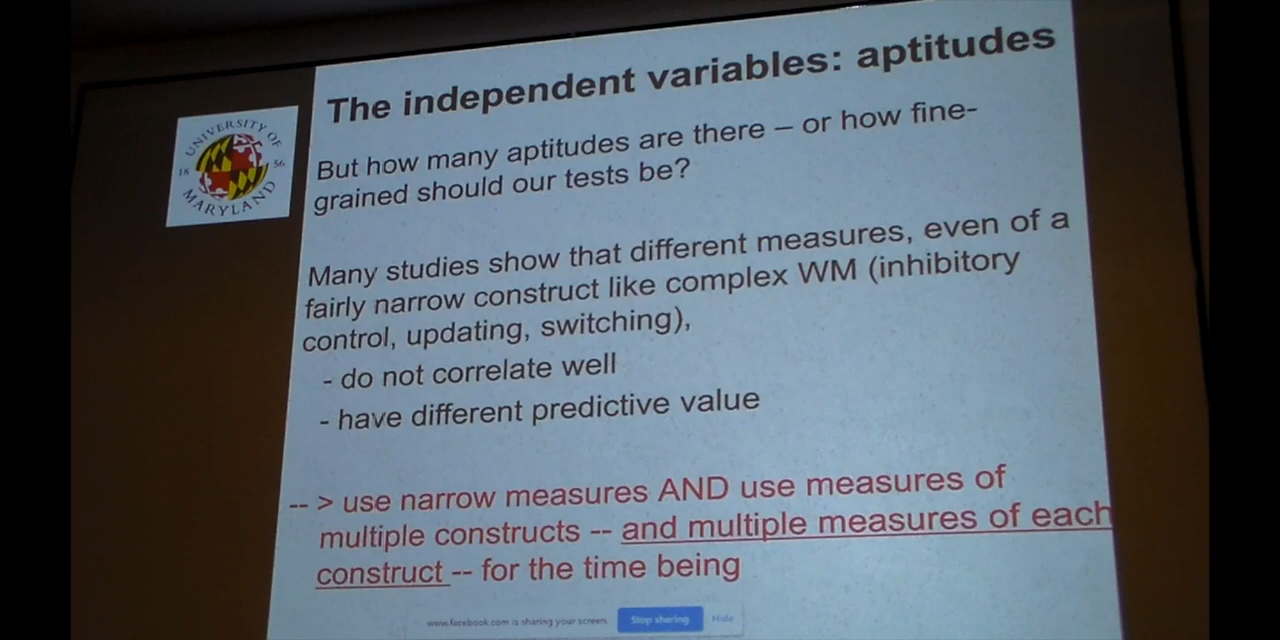 The independent variables: aptitudes
UNIVERSITY OF
18 56
MARYLAND
But how many aptitudes are there – or how fine-
grained should our tests be?
Many studies show that different measures, even of a
fairly narrow construct like complex WM (inhibitory
control, updating, switching),
- do not correlate well
- have different predictive value
-- > use narrow measures AND use measures of
multiple constructs -- and multiple measures of each
construct -- for the time being
www.facebook.com is sharing your screen. Stop sharing Hide